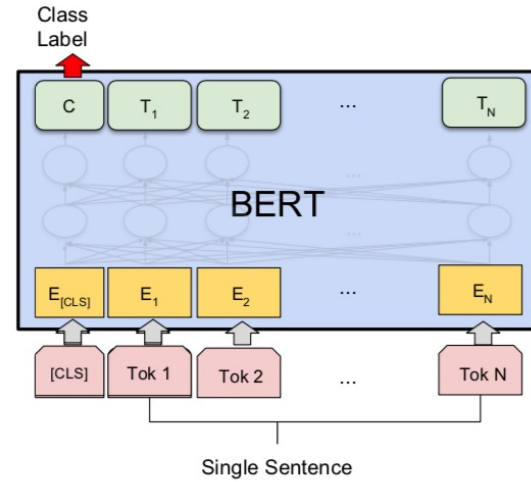 Class
Label
C T1 T2 ... TN
...
BERT
...
E[CLS] E1 E2 ... EN
[CLS] Tok 1 Tok 2 ... Tok N
Single Sentence